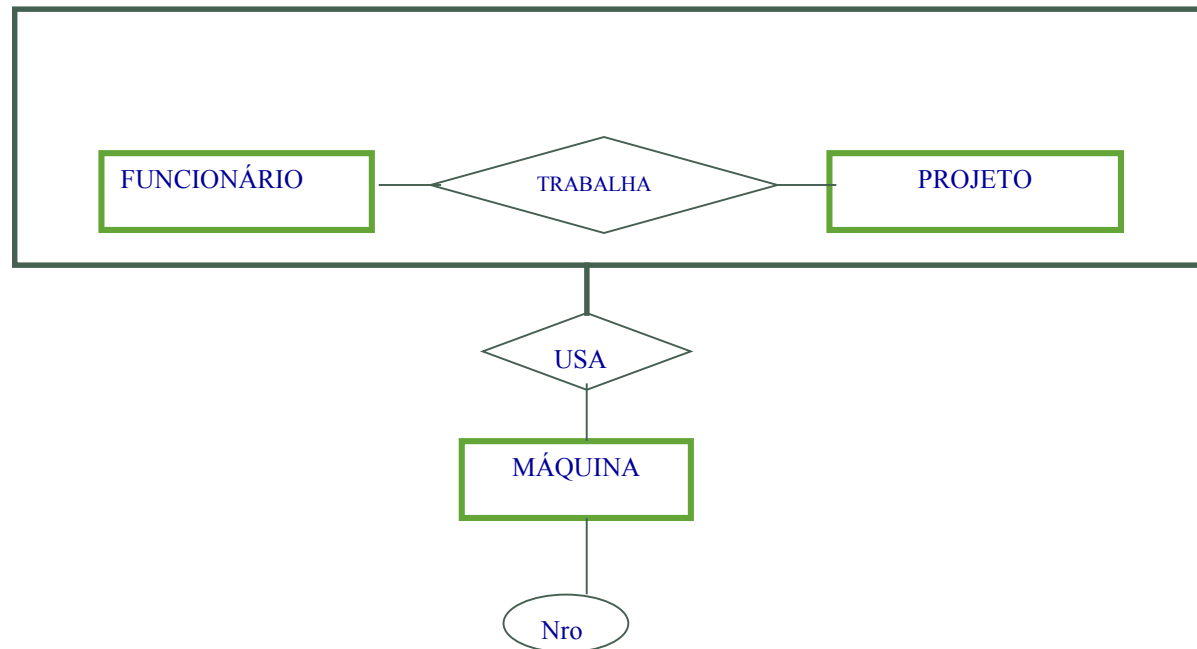 FUNCIONÁRIO
TRABALHA
PROJETO
USA
MÁQUINA
Nro